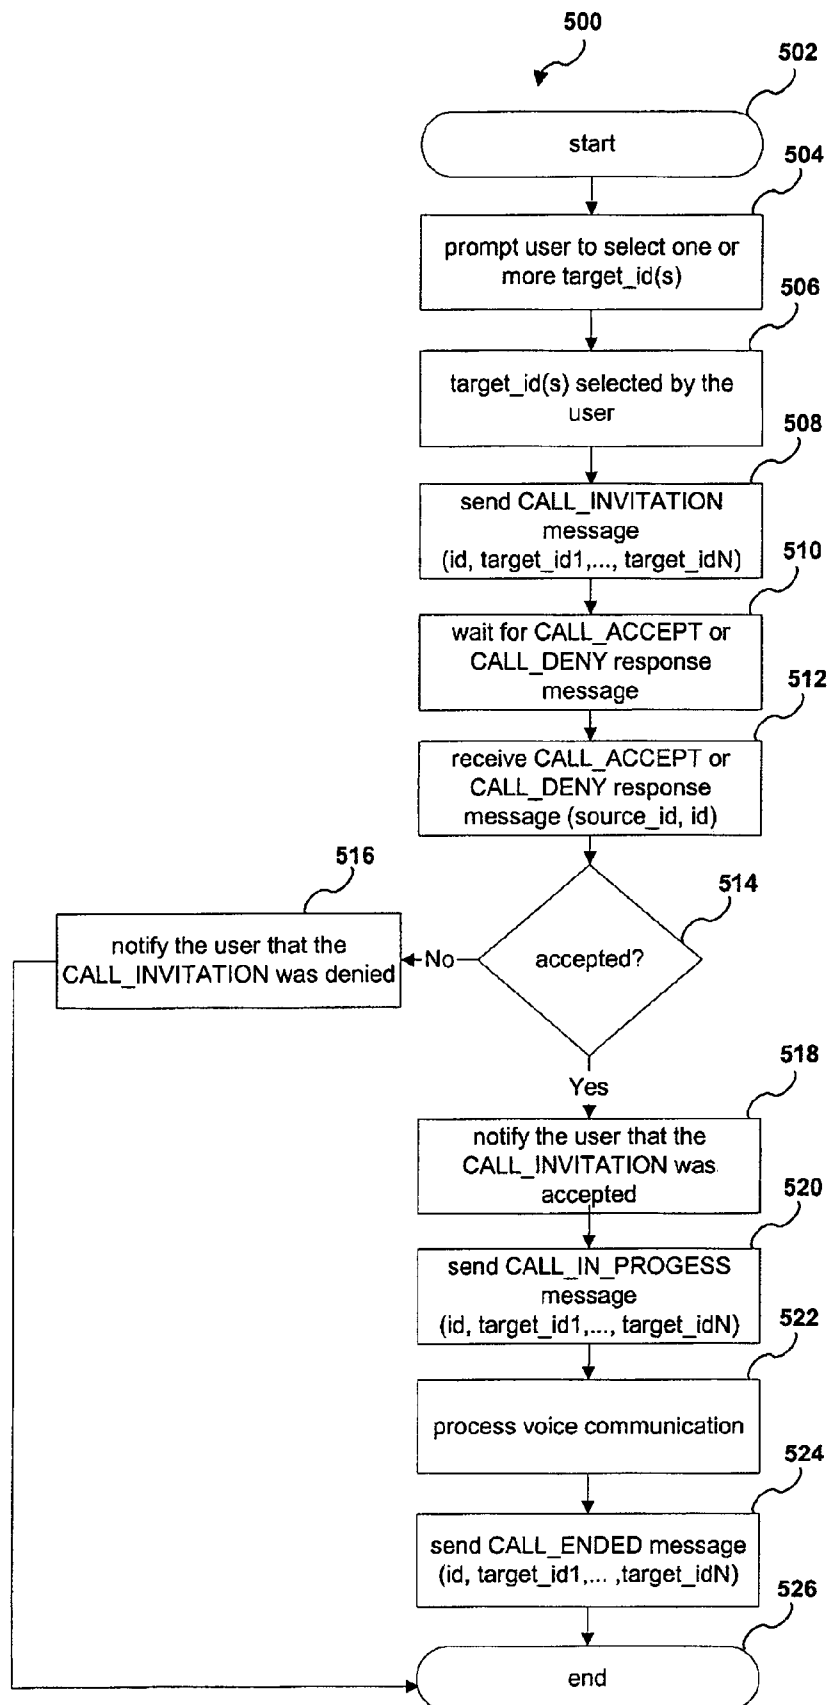 500
502
start
504
prompt user to select one or
more target_id(s)
506
target_id(s) selected by the
user
508
send CALL_INVITATION
message
(id, target_id1,..., target_idN)
510
wait for CALL_ACCEPT or
CALL_DENY response
message
512
receive CALL_ACCEPT or
CALL_DENY response
message (source_id, id)
514
accepted?
No
516
notify the user that the
CALL_INVITATION was denied
Yes
518
notify the user that the
CALL_INVITATION was
accepted
520
send CALL_IN_PROGESS
message
(id, target_id1,..., target_idN)
522
process voice communication
524
send CALL_ENDED message
(id, target_id1,... ,target_idN)
526
end